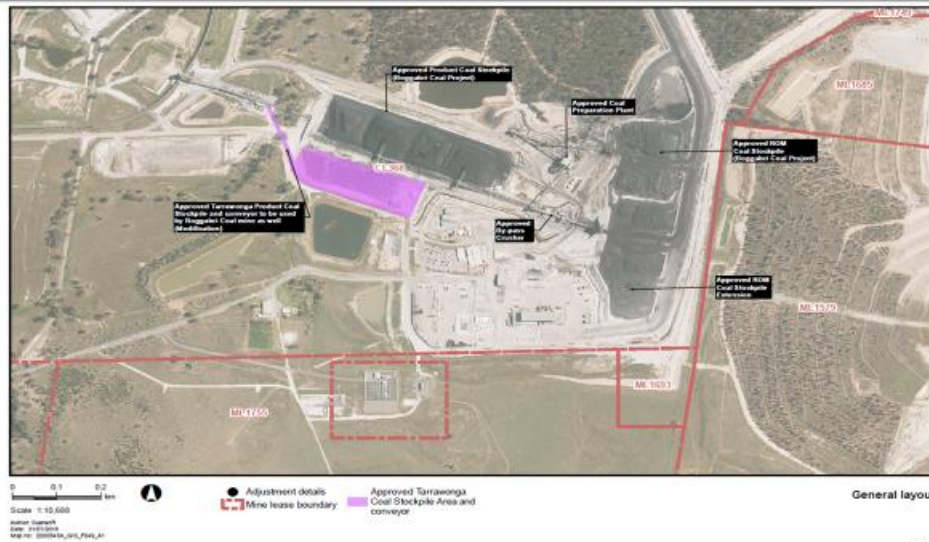 ML1749
ML1685
Approved Product Coal Stockpile
(Boggabri Coal Project)
Approved Coal
Preparation Plant
Approved ROM
Coal Stockpile
(Boggabri Coal Project)
CL368
Approved Tarrawonga Product Coal
Stockpile and conveyor to be used
by Boggabri Coal mine as well
(Modification)
Approved
By-pass
Crusher
Approved ROM
Coal Stockpile
Extension
ML1579
ML1693
ML1755
0 0.1 0.2
km
Scale 1:10,600
Adjustment details
Mine lease boundary
Approved Tarrawonga
Coal Stockpile Area and
conveyor
General layou